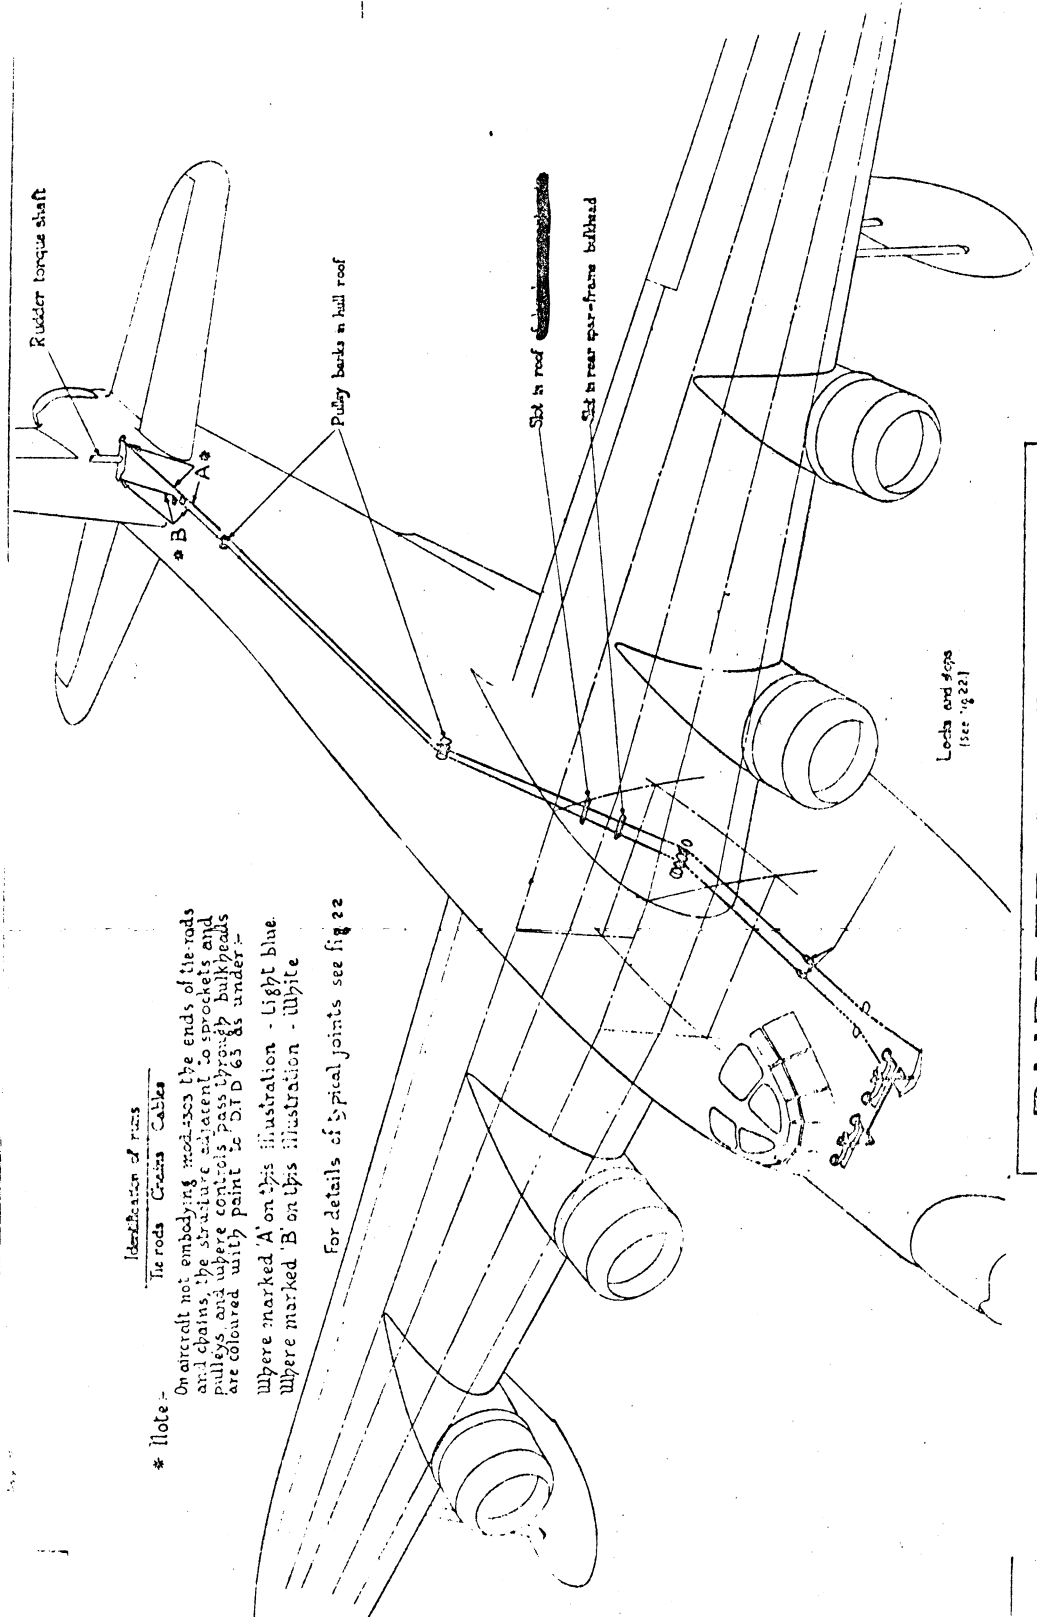 Identification of runs
Tie rods Chains Cables
* Note:-
On aircraft not embodying mod.1393 the ends of tie-rods
and chains, the structure adjacent to sprockets and
pulleys, and where controls pass through bulkheads
are coloured with paint to D.T.D 63 as under:-
Where marked 'A' on this illustration - Light blue.
Where marked 'B' on this illustration - White
For details of typical joints see fig 22
Rudder torque shaft
A*
* B
Pulley banks in hull roof
Slot in roof
Slot in rear spar-frame bulkhead
Locks and stops
(See fig 22)